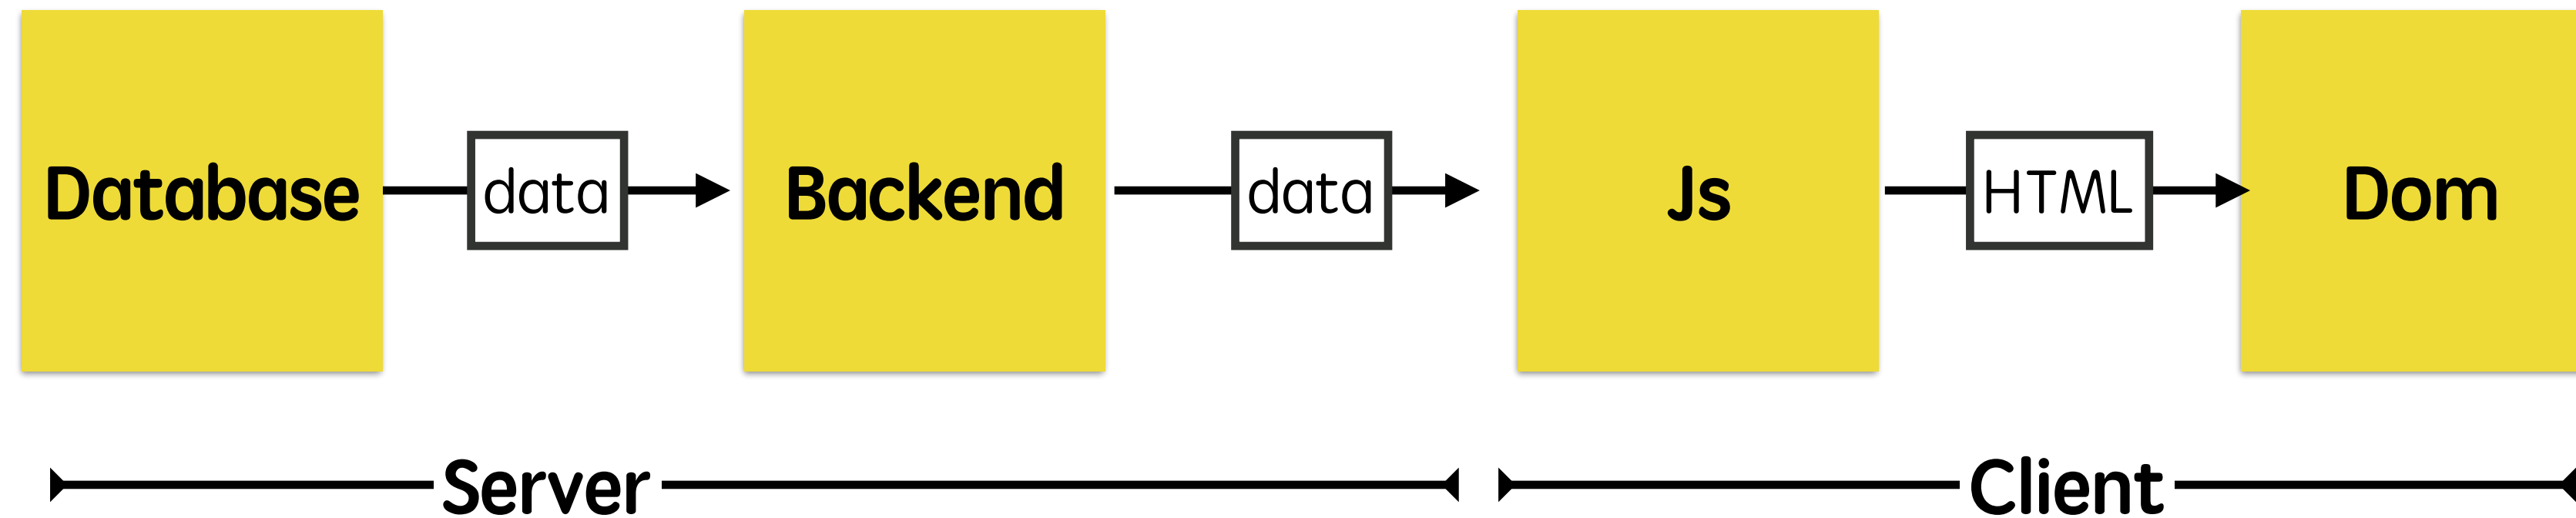 Database
data
Backend
data
Js
HTML
Dom
Server
Client